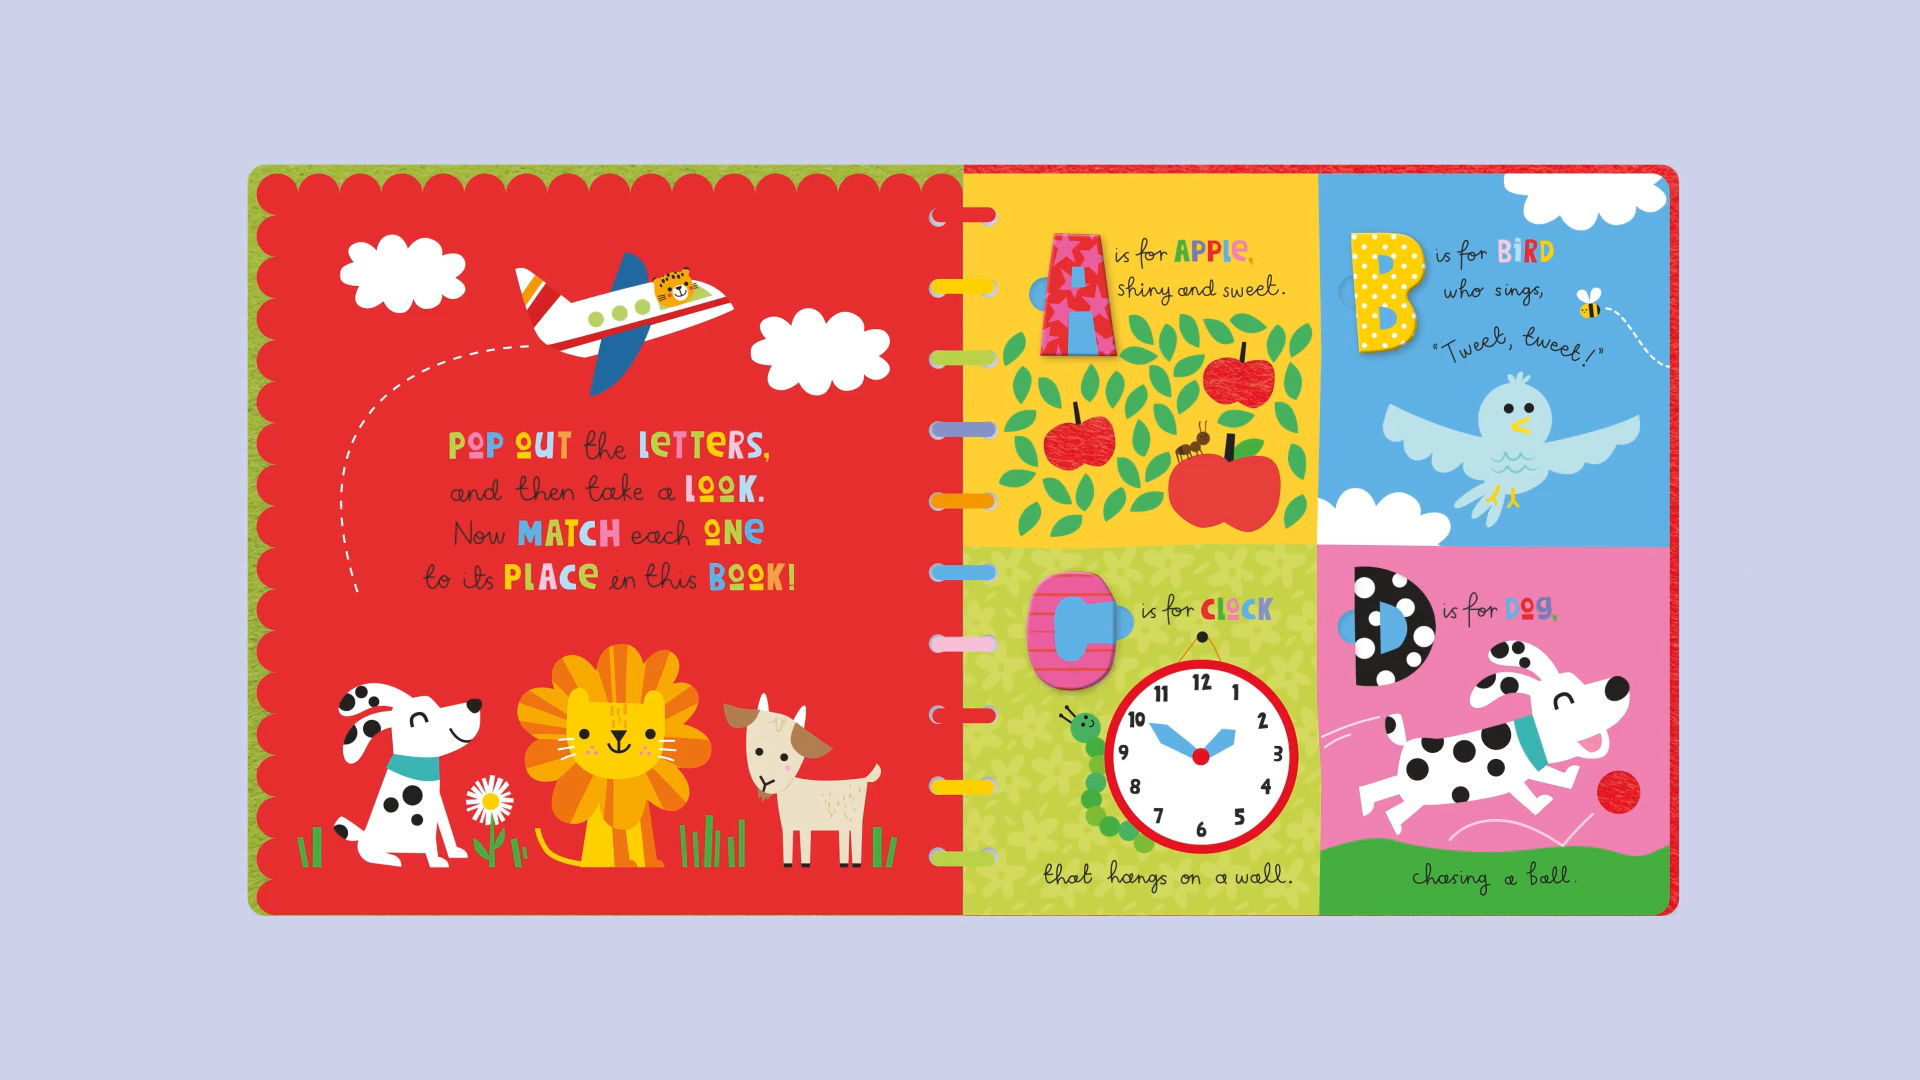 POP OUT the LETTERS,
and then take a LOOK.
Now MATCH each ONE
to its PLACE in this BOOK!
A is for APPLE,
shiny and sweet.
B is for BIRD
who sings,
"Tweet, tweet!"
C is for CLOCK
12
11 1
10 2
9 3
8 4
7 5
6
that hangs on a wall.
D is for DOG,
chasing a ball.